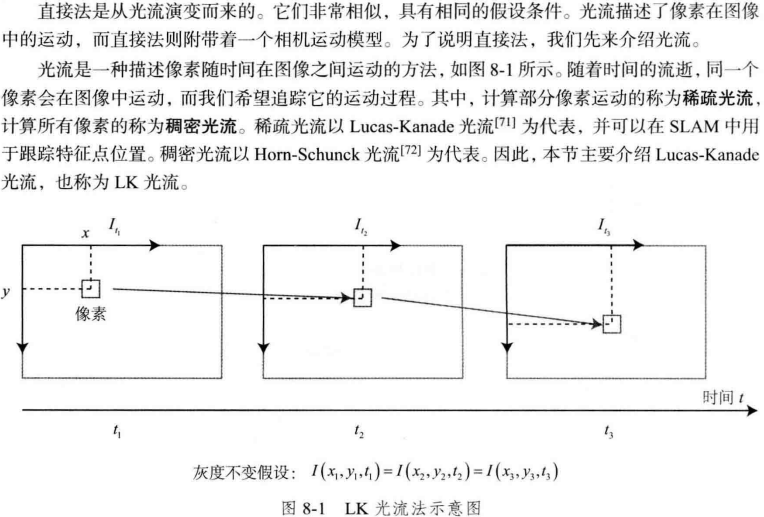 直接法是从光流演变而来的。它们非常相似，具有相同的假设条件。光流描述了像素在图像
中的运动，而直接法则附带着一个相机运动模型。为了说明直接法，我们先来介绍光流。
光流是一种描述像素随时间在图像之间运动的方法，如图 8-1 所示。随着时间的流逝，同一个
像素会在图像中运动，而我们希望追踪它的运动过程。其中，计算部分像素运动的称为稀疏光流，
计算所有像素的称为稠密光流。稀疏光流以 Lucas-Kanade 光流[71] 为代表，并可以在 SLAM 中用
于跟踪特征点位置。稠密光流以 Horn-Schunck 光流[72] 为代表。因此，本节主要介绍 Lucas-Kanade
光流，也称为 LK 光流。
x I_{t_1} I_{t_2} I_{t_3}
y
像素
时间 t
t_1 t_2 t_3
灰度不变假设： I(x_1,y_1,t_1)=I(x_2,y_2,t_2)=I(x_3,y_3,t_3)
图 8-1 LK 光流法示意图